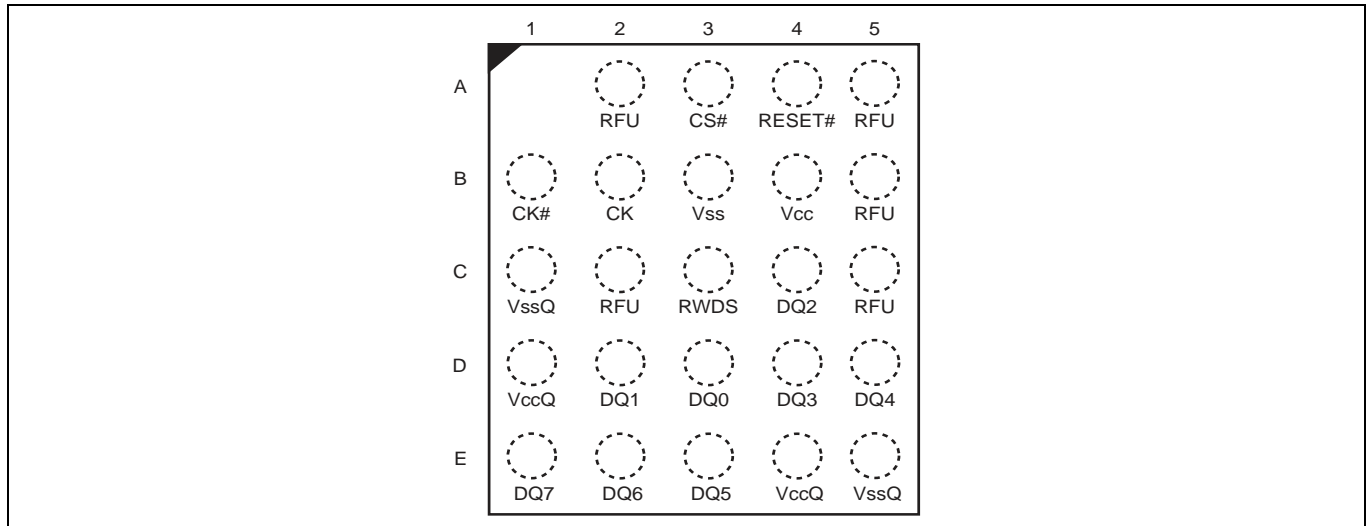 1 2 3 4 5
A
RFU CS# RESET# RFU
B
CK# CK Vss Vcc RFU
C
VssQ RFU RWDS DQ2 RFU
D
VccQ DQ1 DQ0 DQ3 DQ4
E
DQ7 DQ6 DQ5 VccQ VssQ